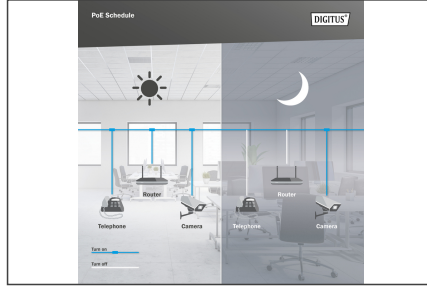 PoE Schedule
DIGITUS®
Router
Router
Telephone
Camera
Telephone
Camera
Turn on
Turn off